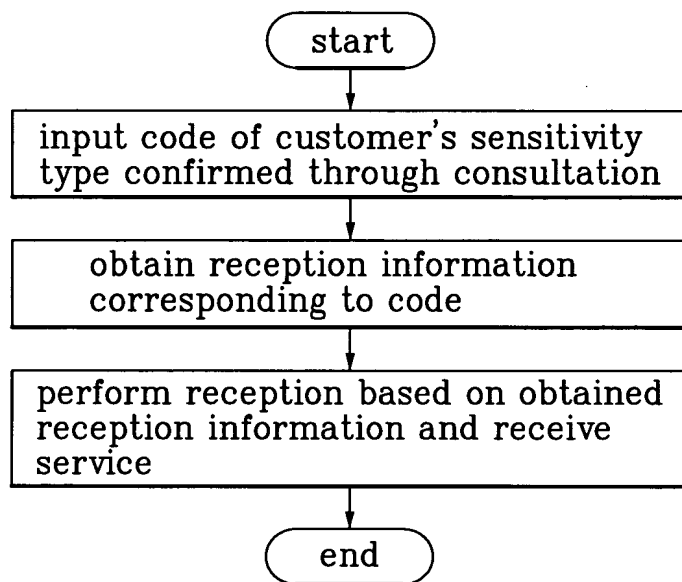 start
input code of customer's sensitivity
type confirmed through consultation
obtain reception information
corresponding to code
perform reception based on obtained
reception information and receive
service
end